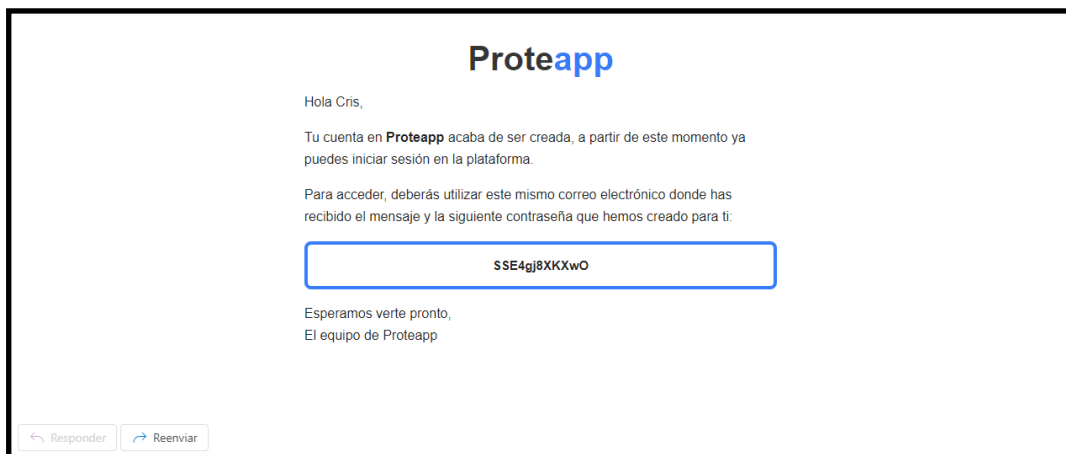 Proteapp
Hola Cris,
Tu cuenta en Proteapp acaba de ser creada, a partir de este momento ya
puedes iniciar sesión en la plataforma.
Para acceder, deberás utilizar este mismo correo electrónico donde has
recibido el mensaje y la siguiente contraseña que hemos creado para ti:
SSE4gj8XKXwO
Esperamos verte pronto,
El equipo de Proteapp
Responder
Reenviar